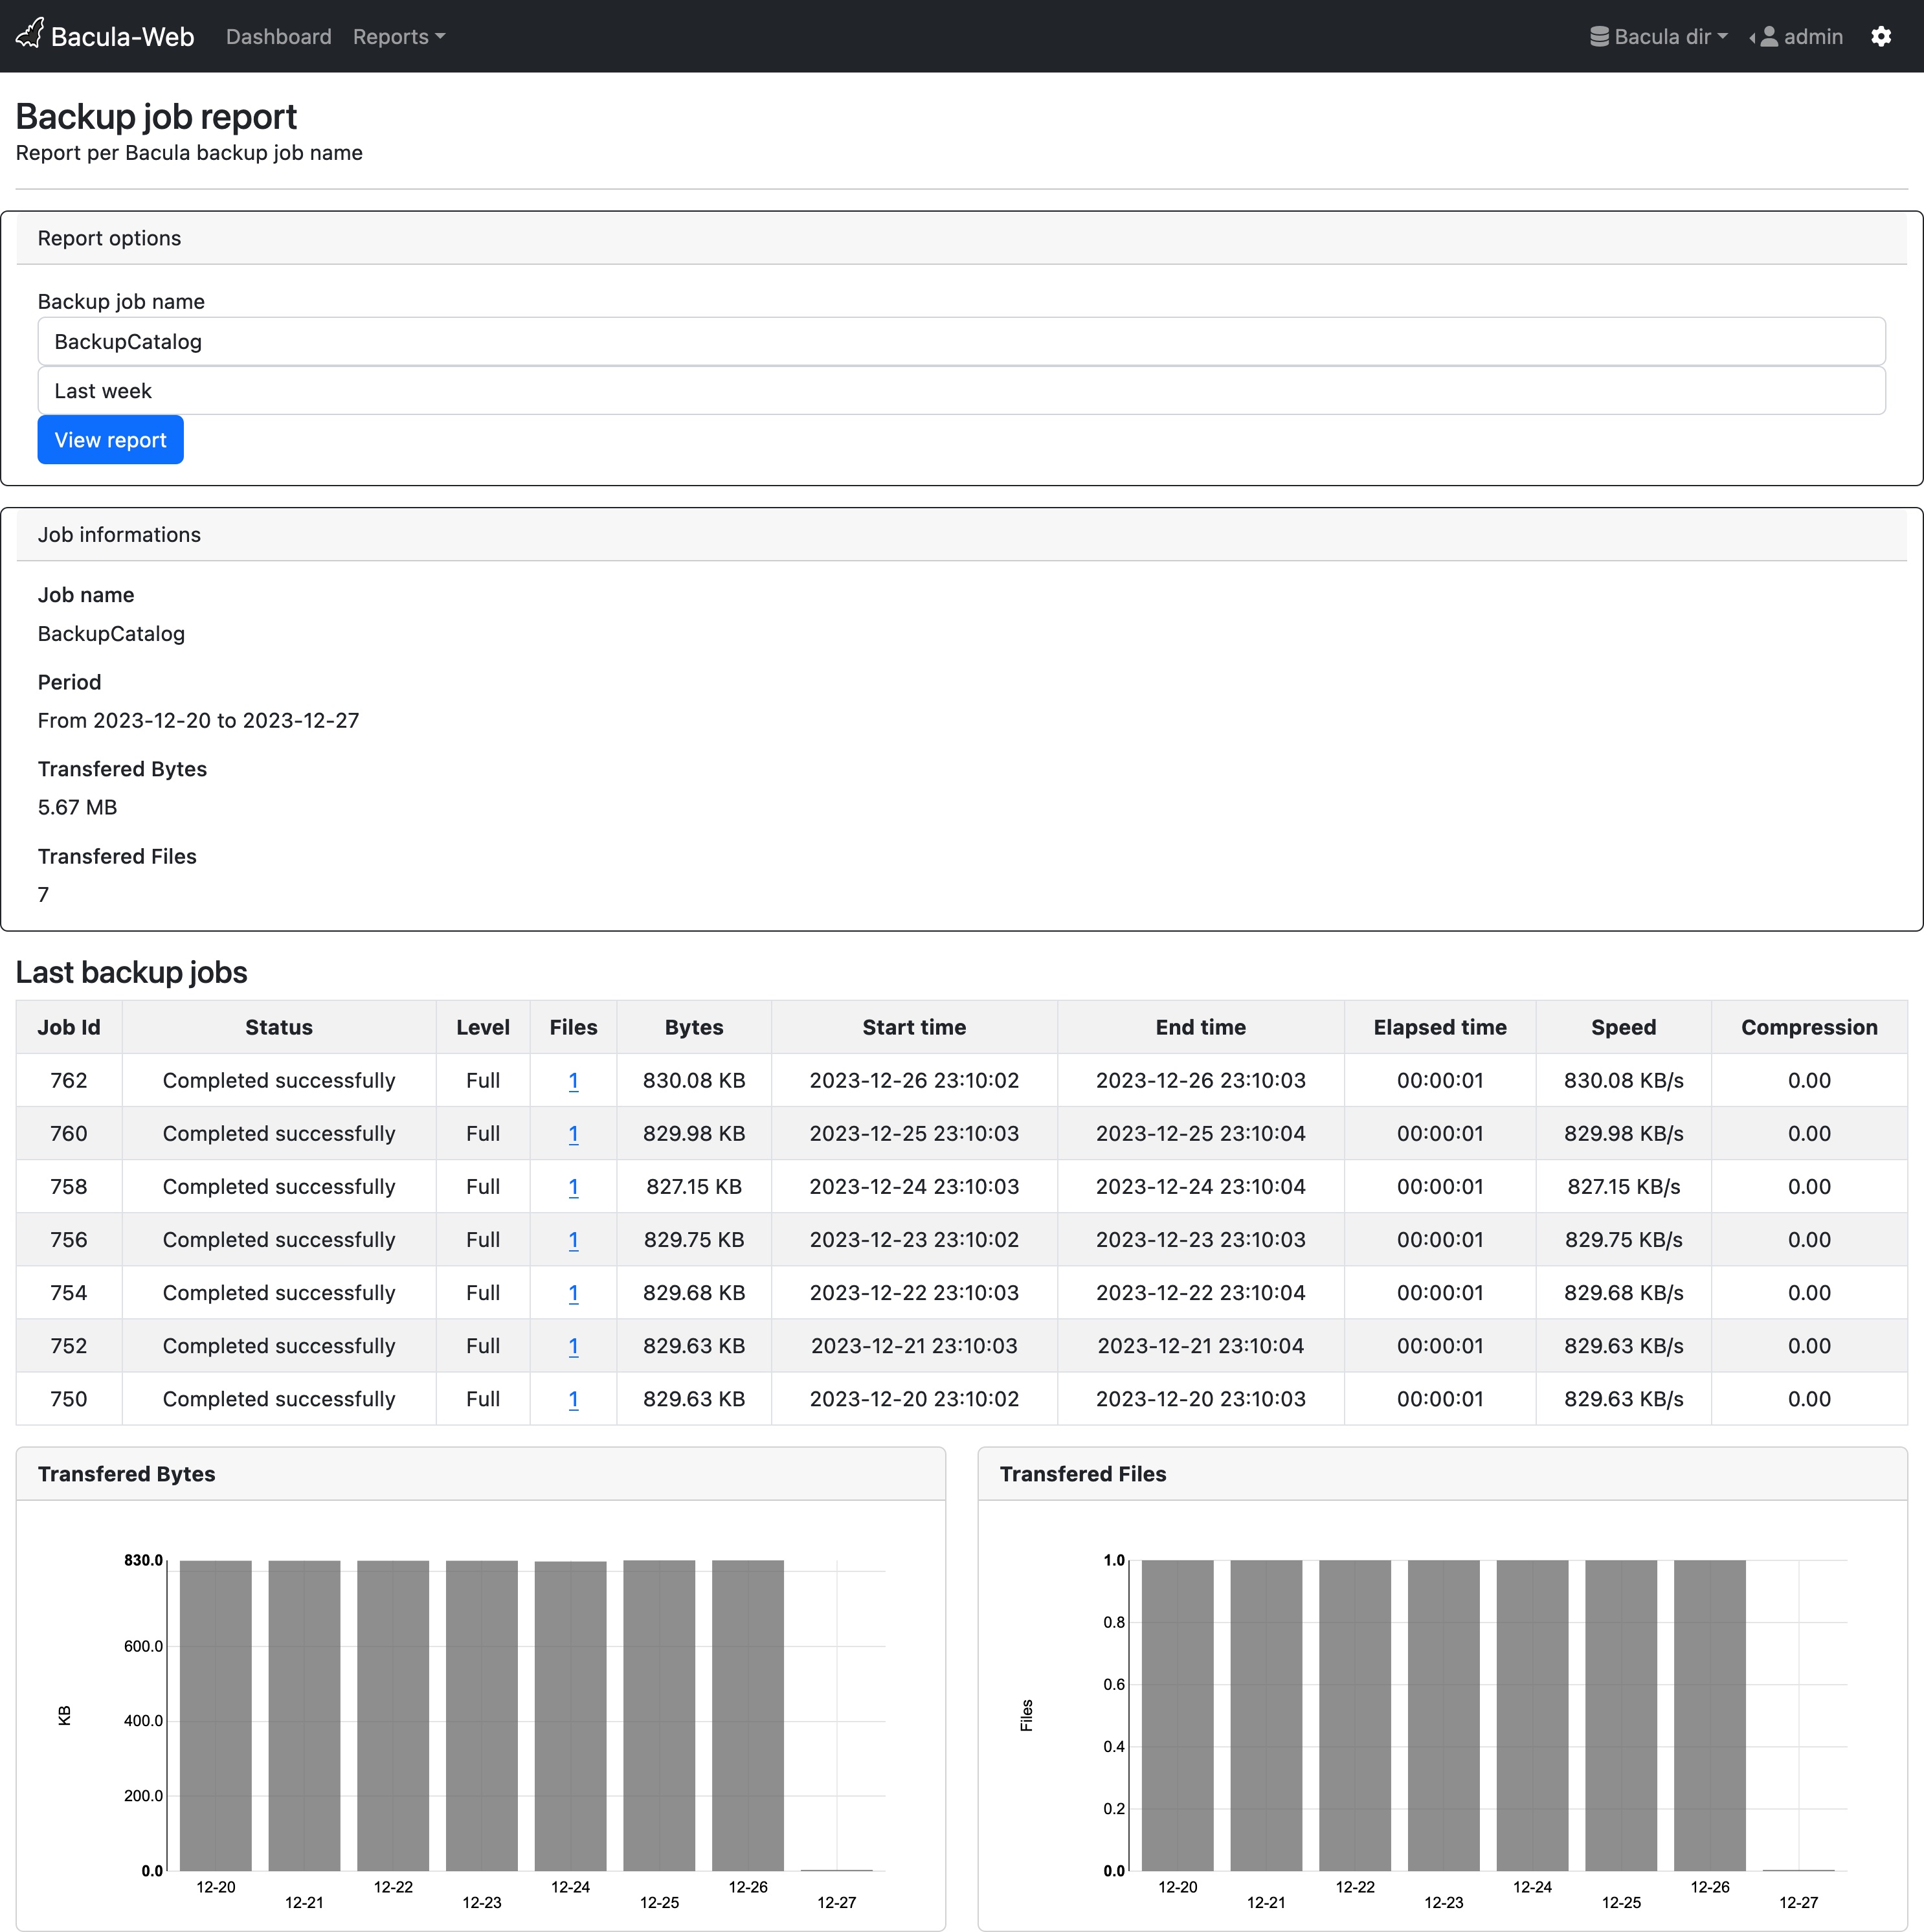 Bacula-Web Dashboard Reports Bacula dir admin
Backup job report
Report per Bacula backup job name
Report options
Backup job name
BackupCatalog
Last week
View report
Job informations
Job name
BackupCatalog
Period
From 2023-12-20 to 2023-12-27
Transfered Bytes
5.67 MB
Transfered Files
7
Last backup jobs
Job Id Status Level Files Bytes Start time End time Elapsed time Speed Compression
762 Completed successfully Full 1 830.08 KB 2023-12-26 23:10:02 2023-12-26 23:10:03 00:00:01 830.08 KB/s 0.00
760 Completed successfully Full 1 829.98 KB 2023-12-25 23:10:03 2023-12-25 23:10:04 00:00:01 829.98 KB/s 0.00
758 Completed successfully Full 1 827.15 KB 2023-12-24 23:10:03 2023-12-24 23:10:04 00:00:01 827.15 KB/s 0.00
756 Completed successfully Full 1 829.75 KB 2023-12-23 23:10:02 2023-12-23 23:10:03 00:00:01 829.75 KB/s 0.00
754 Completed successfully Full 1 829.68 KB 2023-12-22 23:10:03 2023-12-22 23:10:04 00:00:01 829.68 KB/s 0.00
752 Completed successfully Full 1 829.63 KB 2023-12-21 23:10:03 2023-12-21 23:10:04 00:00:01 829.63 KB/s 0.00
750 Completed successfully Full 1 829.63 KB 2023-12-20 23:10:02 2023-12-20 23:10:03 00:00:01 829.63 KB/s 0.00
Transfered Bytes
830.0
600.0
KB
400.0
200.0
0.0
12-20 12-21 12-22 12-23 12-24 12-25 12-26 12-27
Transfered Files
1.0
0.8
0.6
Files
0.4
0.2
0.0
12-20 12-21 12-22 12-23 12-24 12-25 12-26 12-27